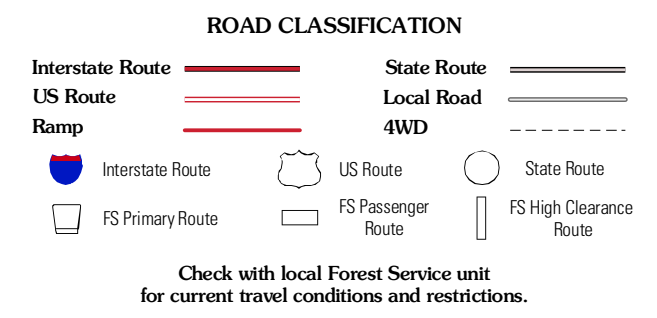 ROAD CLASSIFICATION
Interstate Route
State Route
US Route
Local Road
Ramp
4WD
Interstate Route
US Route
State Route
FS Primary Route
FS Passenger
Route
FS High Clearance
Route
Check with local Forest Service unit
for current travel conditions and restrictions.